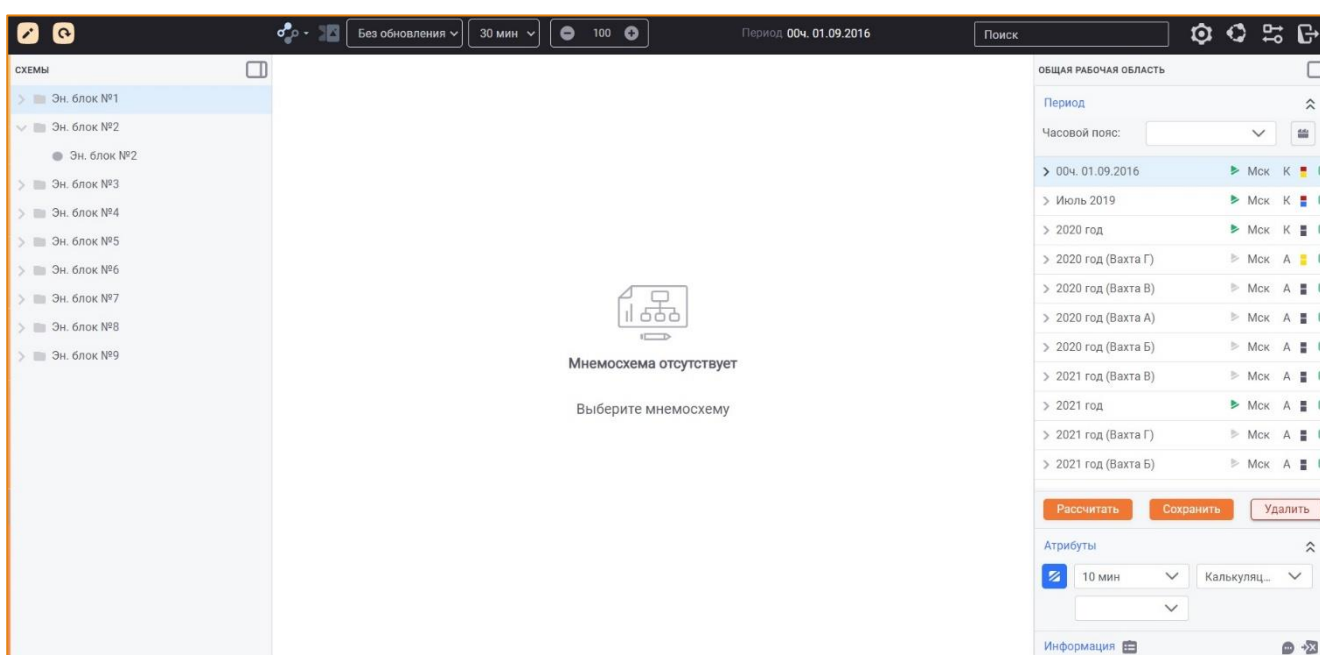 Без обновления 30 мин 100 Период 00ч. 01.09.2016 Поиск
СХЕМЫ
Эн. блок №1
Эн. блок №2
Эн. блок №2
Эн. блок №3
Эн. блок №4
Эн. блок №5
Эн. блок №6
Эн. блок №7
Эн. блок №8
Эн. блок №9
Мнемосхема отсутствует
Выберите мнемосхему
ОБЩАЯ РАБОЧАЯ ОБЛАСТЬ
Период
Часовой пояс:
00ч. 01.09.2016 Мск К
Июль 2019 Мск К
2020 год Мск К
2020 год (Вахта Г) Мск А
2020 год (Вахта В) Мск А
2020 год (Вахта А) Мск А
2020 год (Вахта Б) Мск А
2021 год (Вахта В) Мск А
2021 год Мск А
2021 год (Вахта Г) Мск А
2021 год (Вахта Б) Мск А
Рассчитать Сохранить Удалить
Атрибуты
10 мин Калькуляц...
Информация